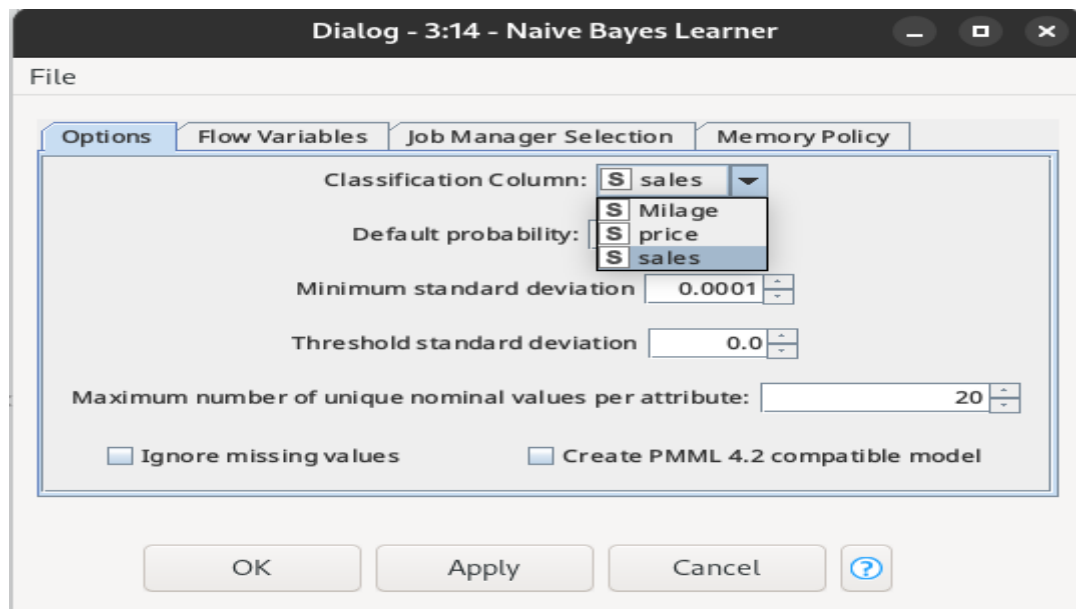 Dialog - 3:14 - Naive Bayes Learner
File
Options Flow Variables Job Manager Selection Memory Policy
Classification Column: S sales
S Milage
Default probability: S price
S sales
Minimum standard deviation 0.0001
Threshold standard deviation 0.0
Maximum number of unique nominal values per attribute: 20
Ignore missing values Create PMML 4.2 compatible model
OK Apply Cancel ?